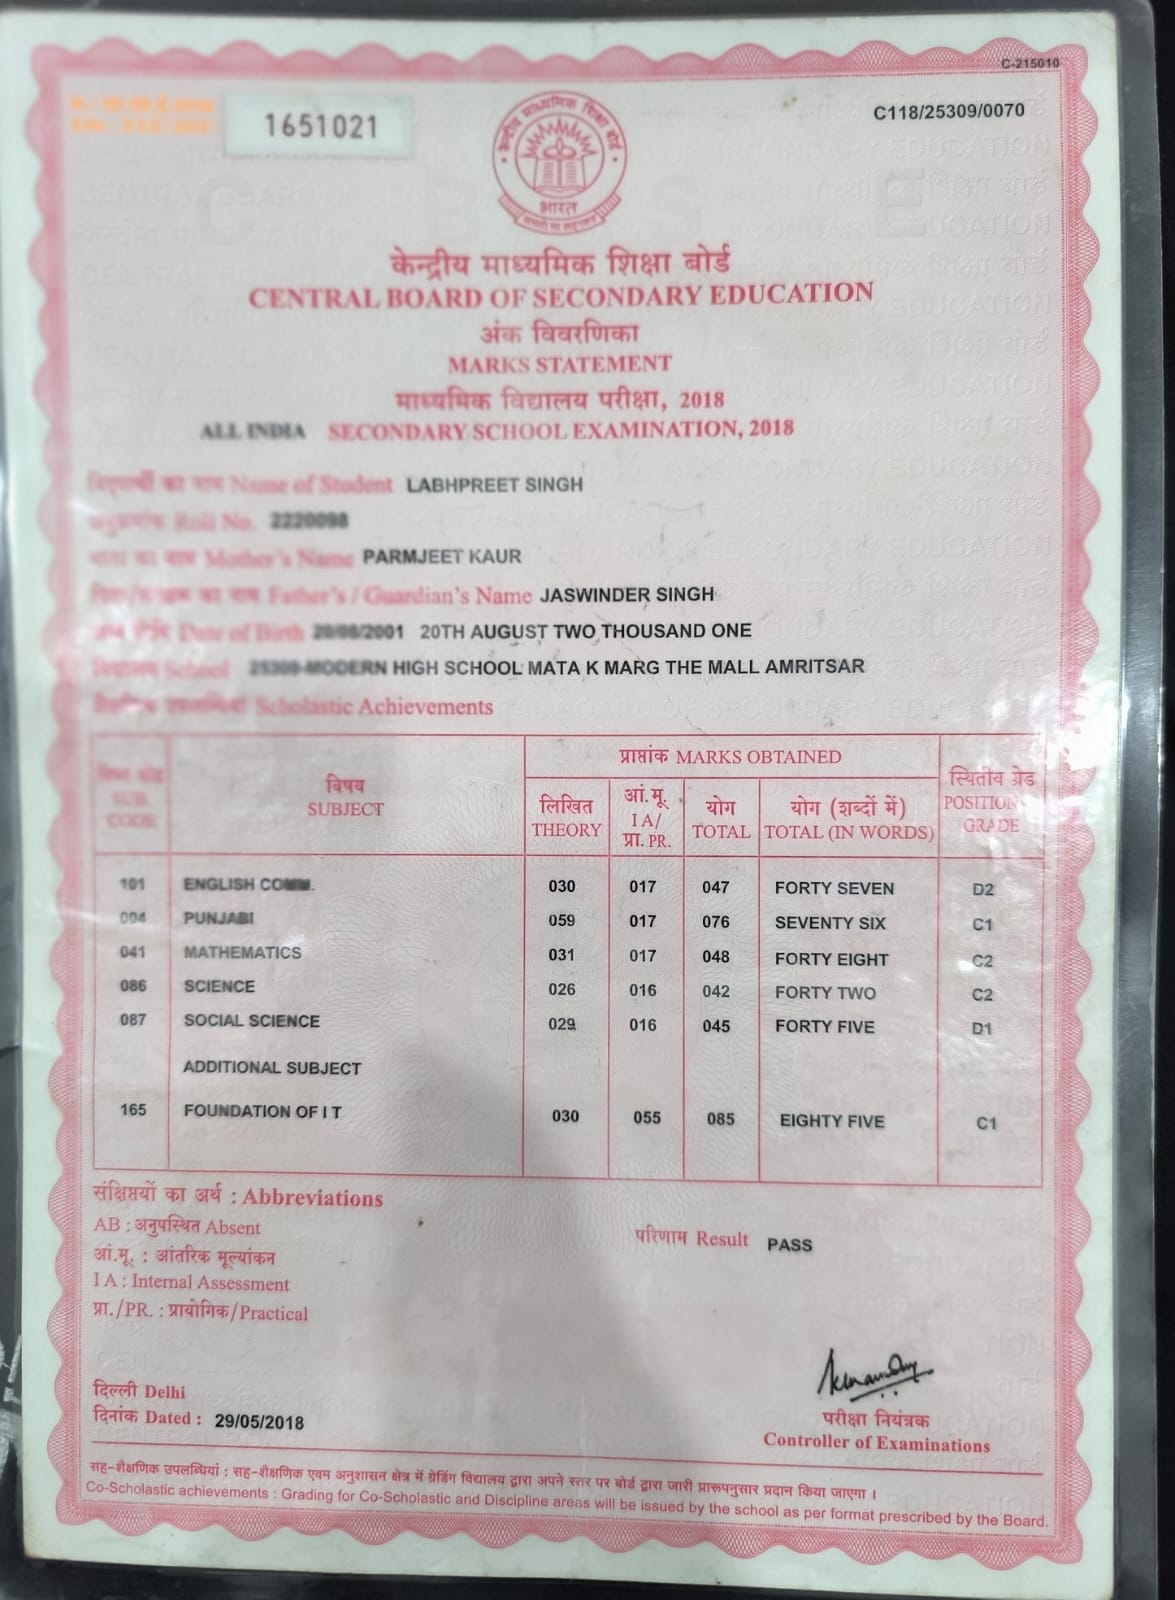 C-215010
1651021
C118/25309/0070
केन्द्रीय माध्यमिक शिक्षा बोर्ड
भारत
केन्द्रीय माध्यमिक शिक्षा बोर्ड
CENTRAL BOARD OF SECONDARY EDUCATION
अंक विवरणिका
MARKS STATEMENT
माध्यमिक विद्यालय परीक्षा, 2018
ALL INDIA SECONDARY SCHOOL EXAMINATION, 2018
विद्यार्थी का नाम Name of Student LABHPREET SINGH
अनुक्रमांक Roll No. 2220098
माता का नाम Mother's Name PARMJEET KAUR
का नाम Father's / Guardian's Name JASWINDER SINGH
Date of Birth 20/08/2001 20TH AUGUST TWO THOUSAND ONE
विद्यालय School 25309-MODERN HIGH SCHOOL MATA K MARG THE MALL AMRITSAR
शैक्षणिक उपलब्धियां Scholastic Achievements
विषय कोड SUB. CODE विषय SUBJECT प्राप्तांक MARKS OBTAINED स्थितीय ग्रेड POSITION GRADE
लिखित THEORY आं.मू. I A/ प्रा. PR. योग TOTAL योग (शब्दों में) TOTAL (IN WORDS)
101 ENGLISH COMM. 030 017 047 FORTY SEVEN D2
004 PUNJABI 059 017 076 SEVENTY SIX C1
041 MATHEMATICS 031 017 048 FORTY EIGHT C2
086 SCIENCE 026 016 042 FORTY TWO C2
087 SOCIAL SCIENCE 029 016 045 FORTY FIVE D1
ADDITIONAL SUBJECT
165 FOUNDATION OF I T 030 055 085 EIGHTY FIVE C1
संक्षिप्तियों का अर्थ : Abbreviations
AB : अनुपस्थित Absent
परिणाम Result PASS
आं.मू. : आंतरिक मूल्यांकन
I A : Internal Assessment
प्रा./PR. : प्रायोगिक/Practical
दिल्ली Delhi
दिनांक Dated : 29/05/2018
परीक्षा नियंत्रक
Controller of Examinations
सह-शैक्षणिक उपलब्धियां : सह-शैक्षणिक एवम अनुशासन क्षेत्र में ग्रेडिंग विद्यालय द्वारा अपने स्तर पर बोर्ड द्वारा जारी प्रारूपनुसार प्रदान किया जाएगा ।
Co-Scholastic achievements : Grading for Co-Scholastic and Discipline areas will be issued by the school as per format prescribed by the Board.